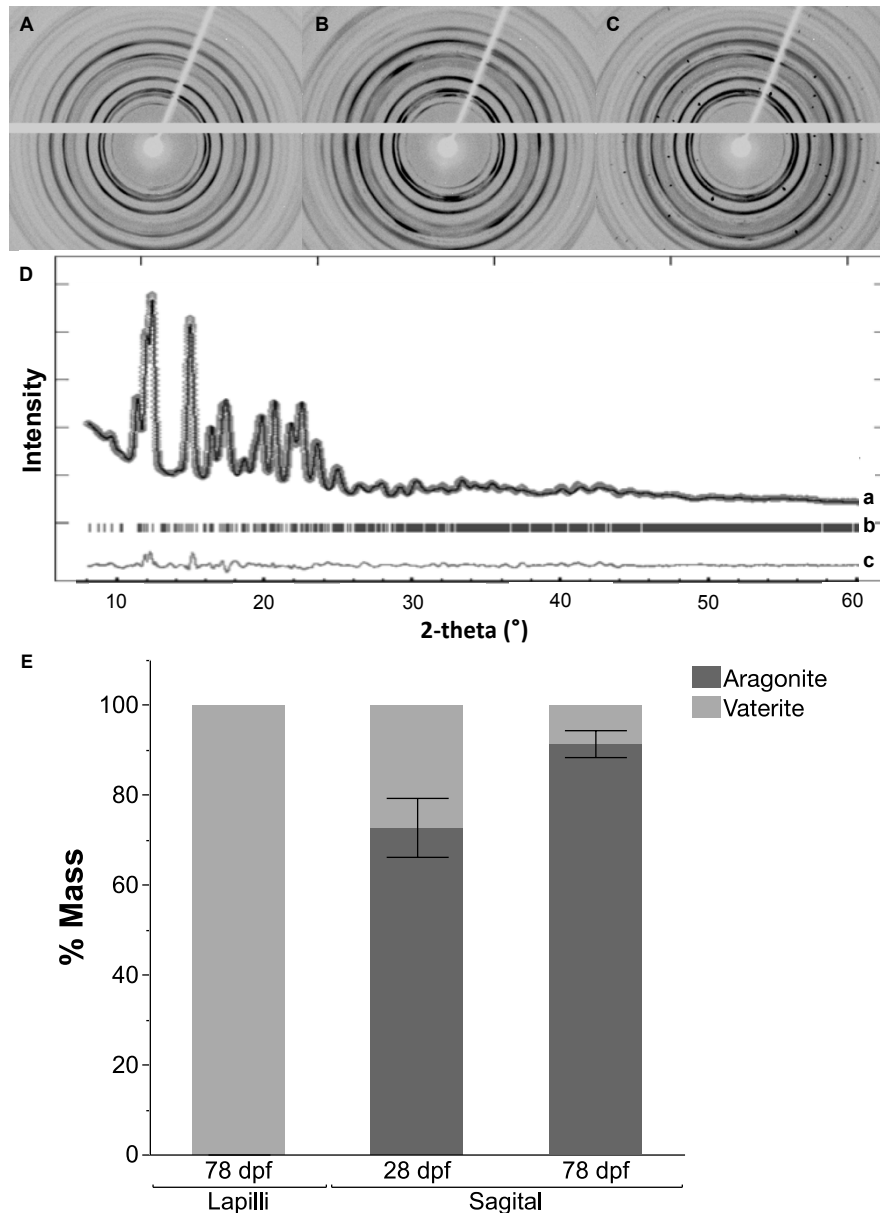 A B C
D
Intensity
a
b
c
10 20 30 40 50 60
2-theta (°)
E
Aragonite
Vaterite
% Mass
100
80
60
40
20
0
78 dpf 28 dpf 78 dpf
Lapilli Sagital